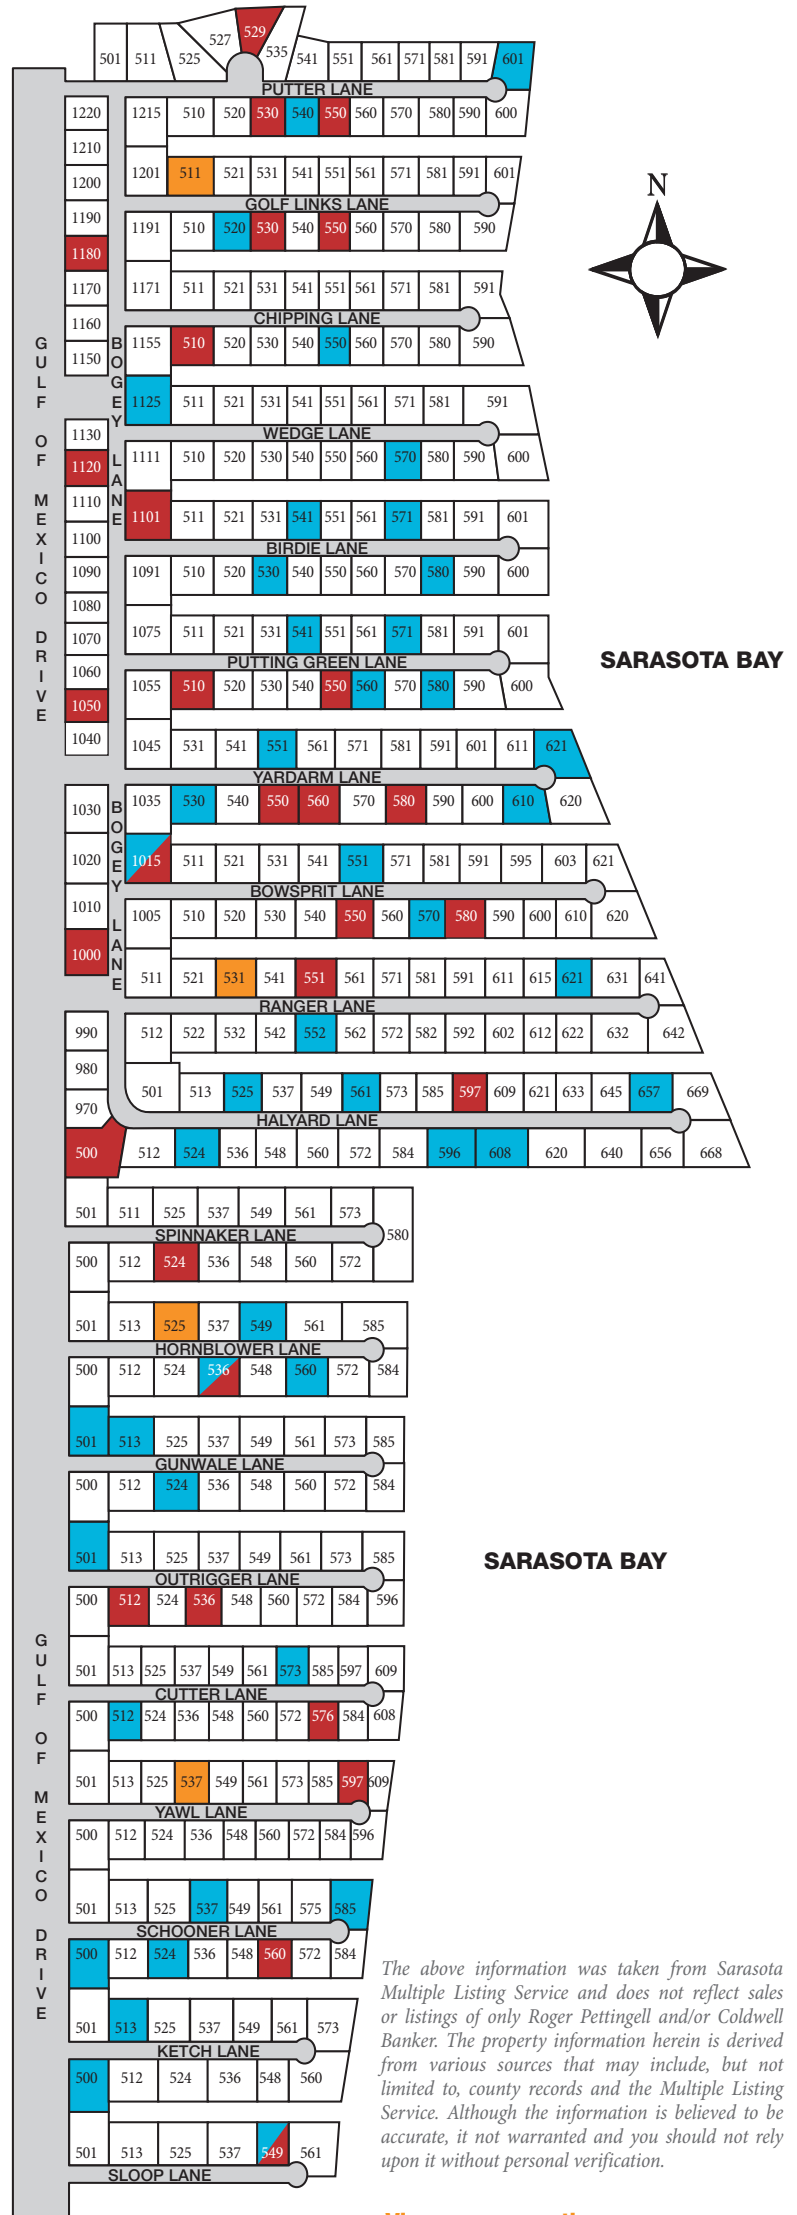 501 511 525 527 529 535 541 551 561 571 581 591 601
PUTTER LANE
1220 1215 510 520 530 540 550 560 570 580 590 600
1210
1200 1201 511 521 531 541 551 561 571 581 591 601
GOLF LINKS LANE
1190 1191 510 520 530 540 550 560 570 580 590
1180
1170 1171 511 521 531 541 551 561 571 581 591
CHIPPING LANE
1160
1150 1155 510 520 530 540 550 560 570 580 590
1125 511 521 531 541 551 561 571 581 591
WEDGE LANE
1130
1120 1111 510 520 530 540 550 560 570 580 590 600
1110 1101 511 521 531 541 551 561 571 581 591 601
BIRDIE LANE
1100
1090 1091 510 520 530 540 550 560 570 580 590 600
1080
1070 1075 511 521 531 541 551 561 571 581 591 601
PUTTING GREEN LANE
1060
1050 1055 510 520 530 540 550 560 570 580 590 600
1040 1045 531 541 551 561 571 581 591 601 611 621
YARDARM LANE
1030 1035 530 540 550 560 570 580 590 600 610 620
1020 1015 511 521 531 541 551 571 581 591 595 603 621
BOWSPRIT LANE
1010 1005 510 520 530 540 550 560 570 580 590 600 610 620
1000 511 521 531 541 551 561 571 581 591 611 615 621 631 641
RANGER LANE
990 512 522 532 542 552 562 572 582 592 602 612 622 632 642
980
970 501 513 525 537 549 561 573 585 597 609 621 633 645 657 669
HALYARD LANE
500 512 524 536 548 560 572 584 596 608 620 640 656 668
501 511 525 537 549 561 573 580
SPINNAKER LANE
500 512 524 536 548 560 572
501 513 525 537 549 561 585
HORNBLOWER LANE
500 512 524 536 548 560 572 584
501 513 525 537 549 561 573 585
GUNWALE LANE
500 512 524 536 548 560 572 584
501 513 525 537 549 561 573 585
OUTRIGGER LANE
500 512 524 536 548 560 572 584 596
501 513 525 537 549 561 573 585 597 609
CUTTER LANE
500 512 524 536 548 560 572 576 584 608
501 513 525 537 549 561 573 585 597 609
YAWL LANE
500 512 524 536 548 560 572 584 596
501 513 525 537 549 561 575 585
SCHOONER LANE
500 512 524 536 548 560 572 584
501 513 525 537 549 561 573
KETCH LANE
500 512 524 536 548 560
501 513 525 537 549 561
SLOOP LANE
GULF OF MEXICO DRIVE
BOGEY LANE
BOGEY LANE
GULF OF MEXICO DRIVE
N
SARASOTA BAY
SARASOTA BAY
The above information was taken from Sarasota
Multiple Listing Service and does not reflect sales
or listings of only Roger Pettingell and/or Coldwell
Banker. The property information herein is derived
from various sources that may include, but not
limited to, county records and the Multiple Listing
Service. Although the information is believed to be
accurate, it not warranted and you should not rely
upon it without personal verification.